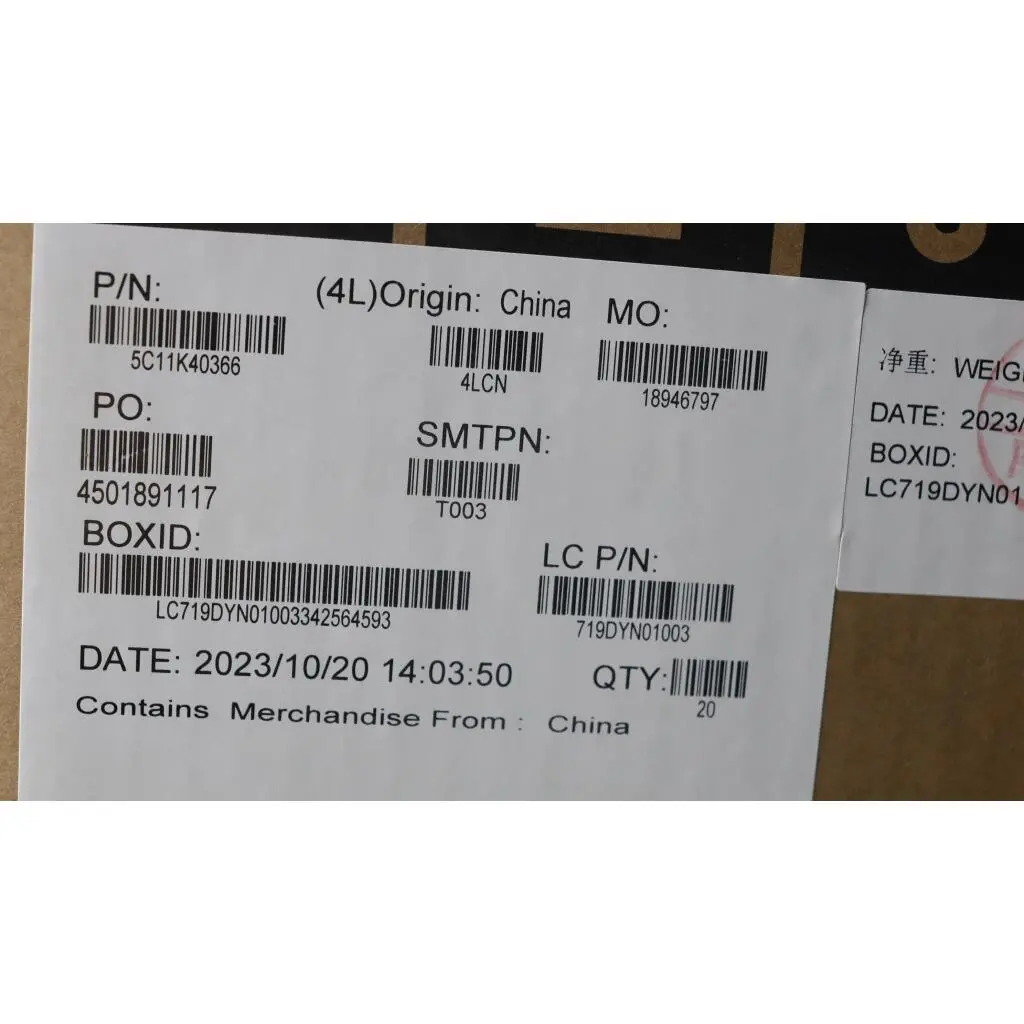 P/N:
5C11K40366
(4L)Origin: China
4LCN
MO:
18946797
PO:
4501891117
SMTPN:
T003
BOXID:
LC719DYN01003342564593
LC P/N:
719DYN01003
DATE: 2023/10/20 14:03:50
QTY:
20
Contains Merchandise From : China
净重: WEIG
DATE: 2023/
BOXID:
LC719DYN01